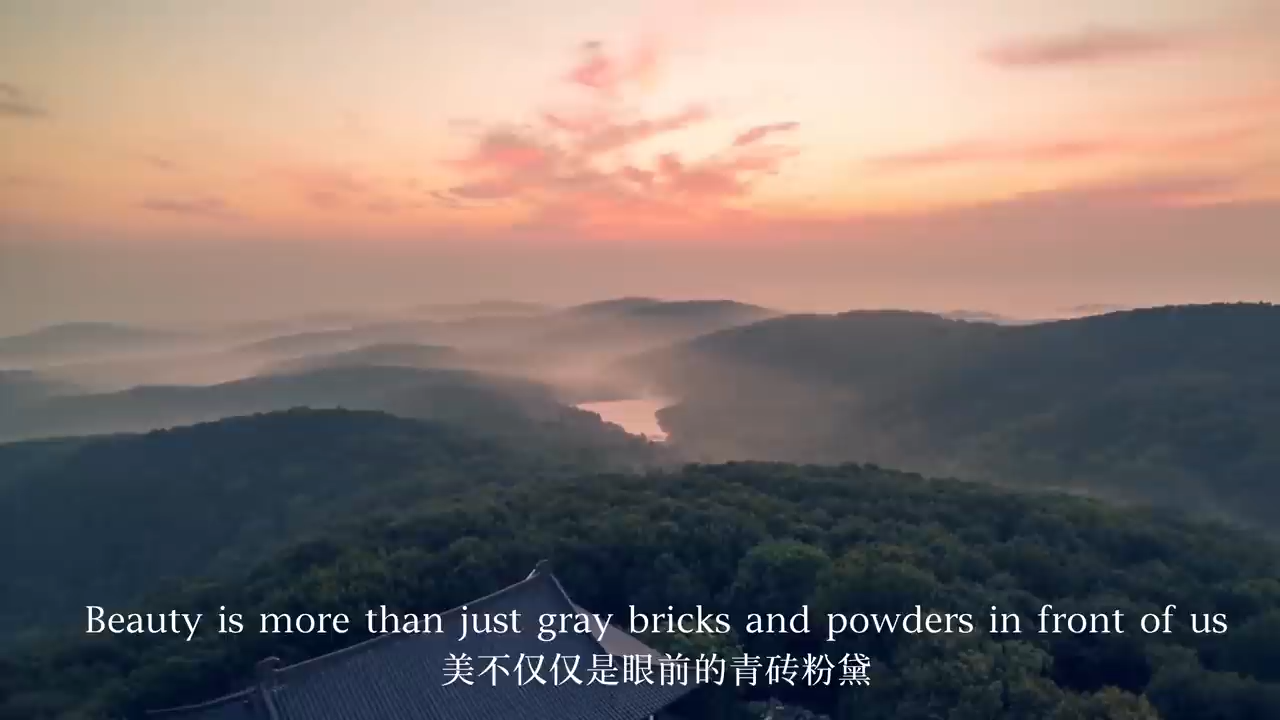 Beauty is more than just gray bricks and powders in front of us
美不仅仅是眼前的青砖粉黛